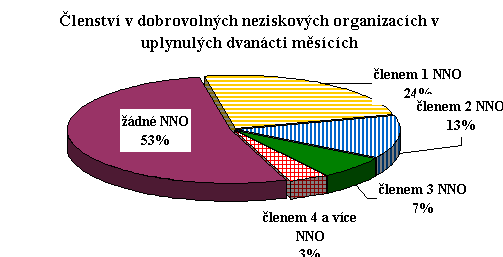 Členství v dobrovolných neziskových organizacích v
uplynulých dvanácti měsících
členem 1 NNO
24%
členem 2 NNO
13%
žádné NNO
53%
členem 3 NNO
7%
členem 4 a více
NNO
3%